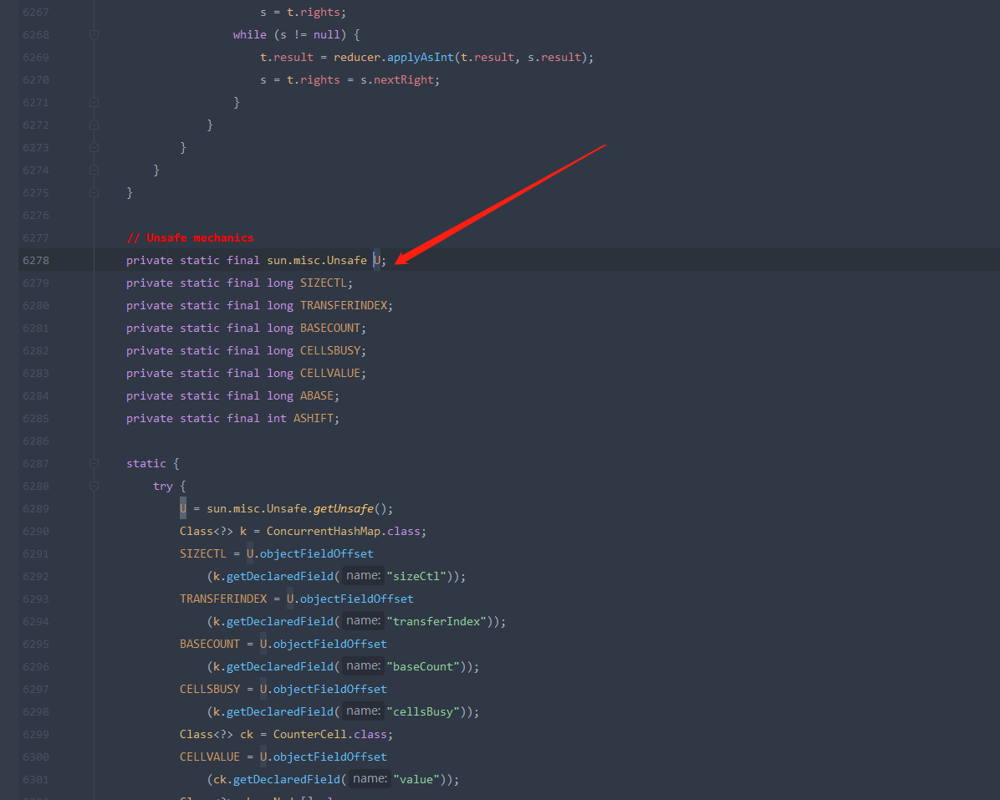 6267 s = t.rights;
6268 while (s != null) {
6269 t.result = reducer.applyAsInt(t.result, s.result);
6270 s = t.rights = s.nextRight;
6271 }
6272 }
6273 }
6274 }
6275 }
6276
6277 // Unsafe mechanics
6278 private static final sun.misc.Unsafe U;
6279 private static final long SIZECTL;
6280 private static final long TRANSFERINDEX;
6281 private static final long BASECOUNT;
6282 private static final long CELLSBUSY;
6283 private static final long CELLVALUE;
6284 private static final long ABASE;
6285 private static final int ASHIFT;
6286
6287 static {
6288 try {
6289 U = sun.misc.Unsafe.getUnsafe();
6290 Class<?> k = ConcurrentHashMap.class;
6291 SIZECTL = U.objectFieldOffset
6292 (k.getDeclaredField( name: "sizeCtl"));
6293 TRANSFERINDEX = U.objectFieldOffset
6294 (k.getDeclaredField( name: "transferIndex"));
6295 BASECOUNT = U.objectFieldOffset
6296 (k.getDeclaredField( name: "baseCount"));
6297 CELLSBUSY = U.objectFieldOffset
6298 (k.getDeclaredField( name: "cellsBusy"));
6299 Class<?> ck = CounterCell.class;
6300 CELLVALUE = U.objectFieldOffset
6301 (ck.getDeclaredField( name: "value"));